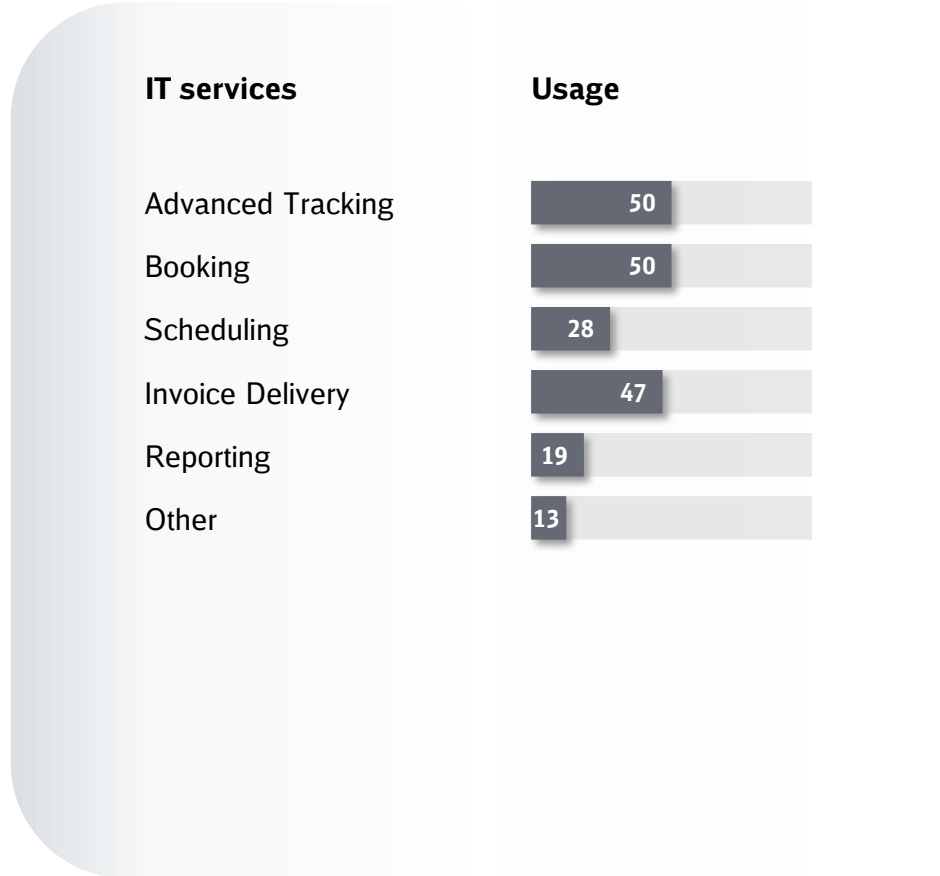 IT services Usage
Advanced Tracking 50
Booking 50
Scheduling 28
Invoice Delivery 47
Reporting 19
Other 13